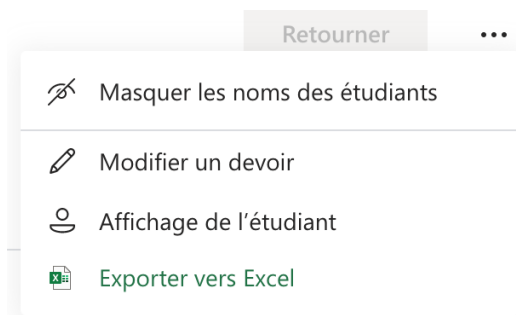 Retourner
Masquer les noms des étudiants
Modifier un devoir
Affichage de l’étudiant
Exporter vers Excel